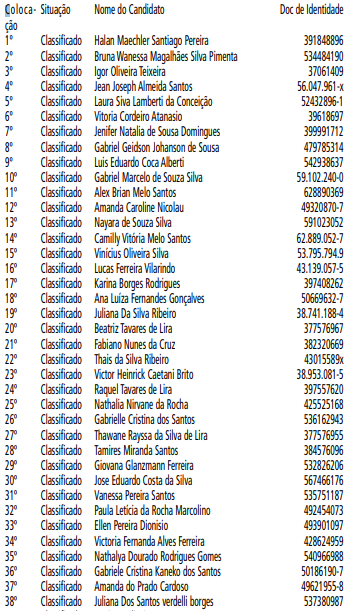 Coloca- Situação Nome do Candidato Doc de Identidade
ção
1º Classificado Halan Maechler Santiago Pereira 391848896
2º Classificado Bruna Wanessa Magalhães Silva Pimenta 534484190
3º Classificado Igor Oliveira Teixeira 37061409
4º Classificado Jean Joseph Almeida Santos 56.047.961-x
5º Classificado Laura Siva Lamberti da Conceição 52432896-1
6º Classificado Vitoria Cordeiro Atanasio 39618697
7º Classificado Jenifer Natalia de Sousa Domingues 399991712
8º Classificado Gabriel Geidson Johanson de Sousa 479785314
9º Classificado Luis Eduardo Coca Alberti 542938637
10º Classificado Gabriel Marcelo de Souza Silva 59.102.240-0
11º Classificado Alex Brian Melo Santos 628890369
12º Classificado Amanda Caroline Nicolau 49320870-7
13º Classificado Nayara de Souza Silva 591023052
14º Classificado Camilly Vitória Melo Santos 62.889.052-7
15º Classificado Vinícius Oliveira Silva 53.795.794.9
16º Classificado Lucas Ferreira Vilarindo 43.139.057-5
17º Classificado Karina Borges Rodrigues 397408262
18º Classificado Ana Luíza Fernandes Gonçalves 50669632-7
19º Classificado Juliana Da Silva Ribeiro 38.741.188-4
20º Classificado Beatriz Tavares de Lira 377576967
21º Classificado Fabiano Nunes da Cruz 382320669
22º Classificado Thais da Silva Ribeiro 43015589x
23º Classificado Victor Heinrick Caetani Brito 38.953.081-5
24º Classificado Raquel Tavares de Lira 397557620
25º Classificado Nathalia Nirvane da Rocha 425525168
26º Classificado Gabrielle Cristina dos Santos 536162943
27º Classificado Thawane Rayssa da Silva de Lira 377576955
28º Classificado Tamires Miranda Santos 384576096
29º Classificado Giovana Glanzmann Ferreira 532826206
30º Classificado Jose Eduardo Costa da Silva 567466176
31º Classificado Vanessa Pereira Santos 535751187
32º Classificado Paula Letícia da Rocha Marcolino 492454073
33º Classificado Ellen Pereira Dionisio 493901097
34º Classificado Victoria Fernanda Alves Ferreira 428624959
35º Classificado Nathalya Dourado Rodrigues Gomes 540966988
36º Classificado Gabriele Cristina Kaneko dos Santos 50186190-7
37º Classificado Amanda do Prado Cardoso 49621955-8
38º Classificado Juliana Dos Santos verdelli borges 537380987